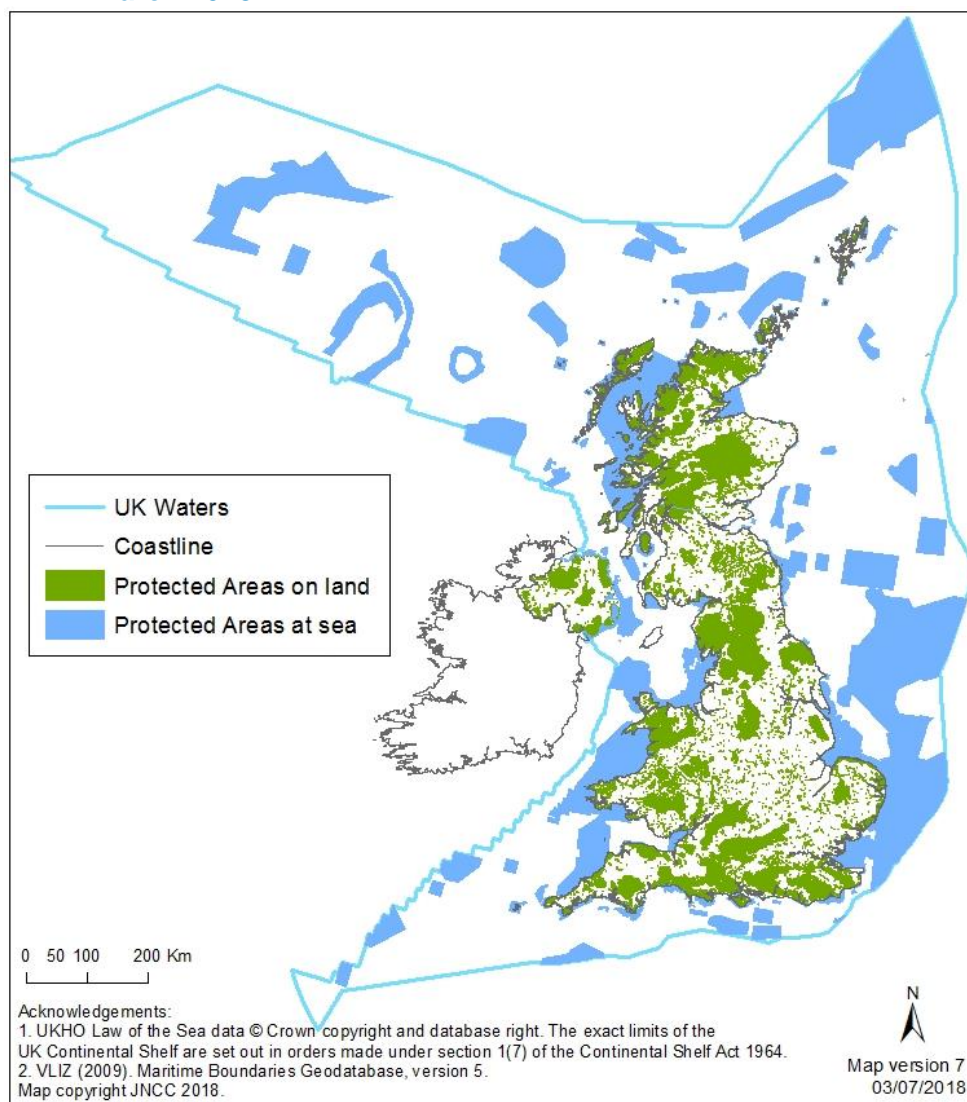 UK Waters
Coastline
Protected Areas on land
Protected Areas at sea
0 50 100 200 Km
N
Acknowledgements:
1. UKHO Law of the Sea data © Crown copyright and database right. The exact limits of the
UK Continental Shelf are set out in orders made under section 1(7) of the Continental Shelf Act 1964.
2. VLIZ (2009). Maritime Boundaries Geodatabase, version 5.
Map copyright JNCC 2018.
Map version 7
03/07/2018